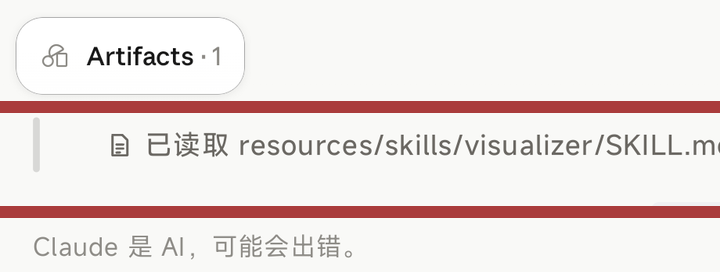 Artifacts · 1
已读取 resources/skills/visualizer/SKILL.m
Claude 是 AI，可能会出错。